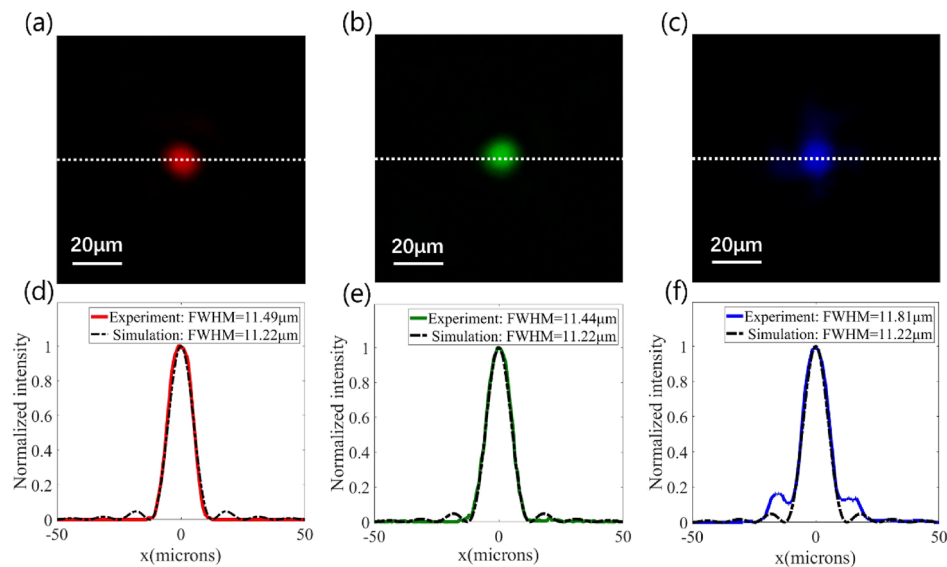 (a)
(b)
(c)
20μm
20μm
20μm
(d)
(e)
(f)
Experiment: FWHM=11.49μm
Simulation: FWHM=11.22μm
Normalized intensity
1
0.8
0.6
0.4
0.2
0
-50
0
50
x(microns)
Experiment: FWHM=11.44μm
Simulation: FWHM=11.22μm
Normalized intensity
1
0.8
0.6
0.4
0.2
0
-50
0
50
x(microns)
Experiment: FWHM=11.81μm
Simulation: FWHM=11.22μm
Normalized intensity
1
0.8
0.6
0.4
0.2
0
-50
0
50
x(microns)